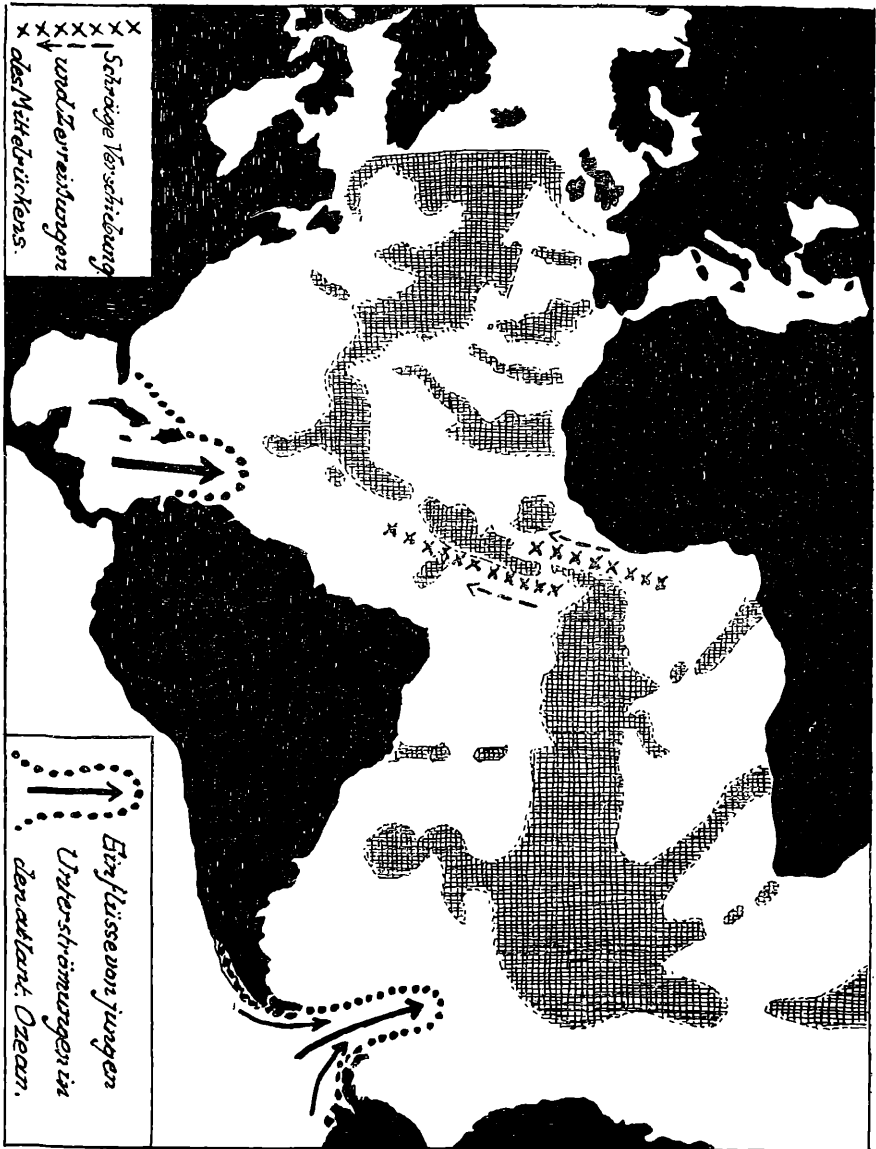 Schräge Verschiebung
und Zerreißungen
des Mittelrückens.
Einflüsse von jungen
Unterströmungen in
den atlant. Ozean.